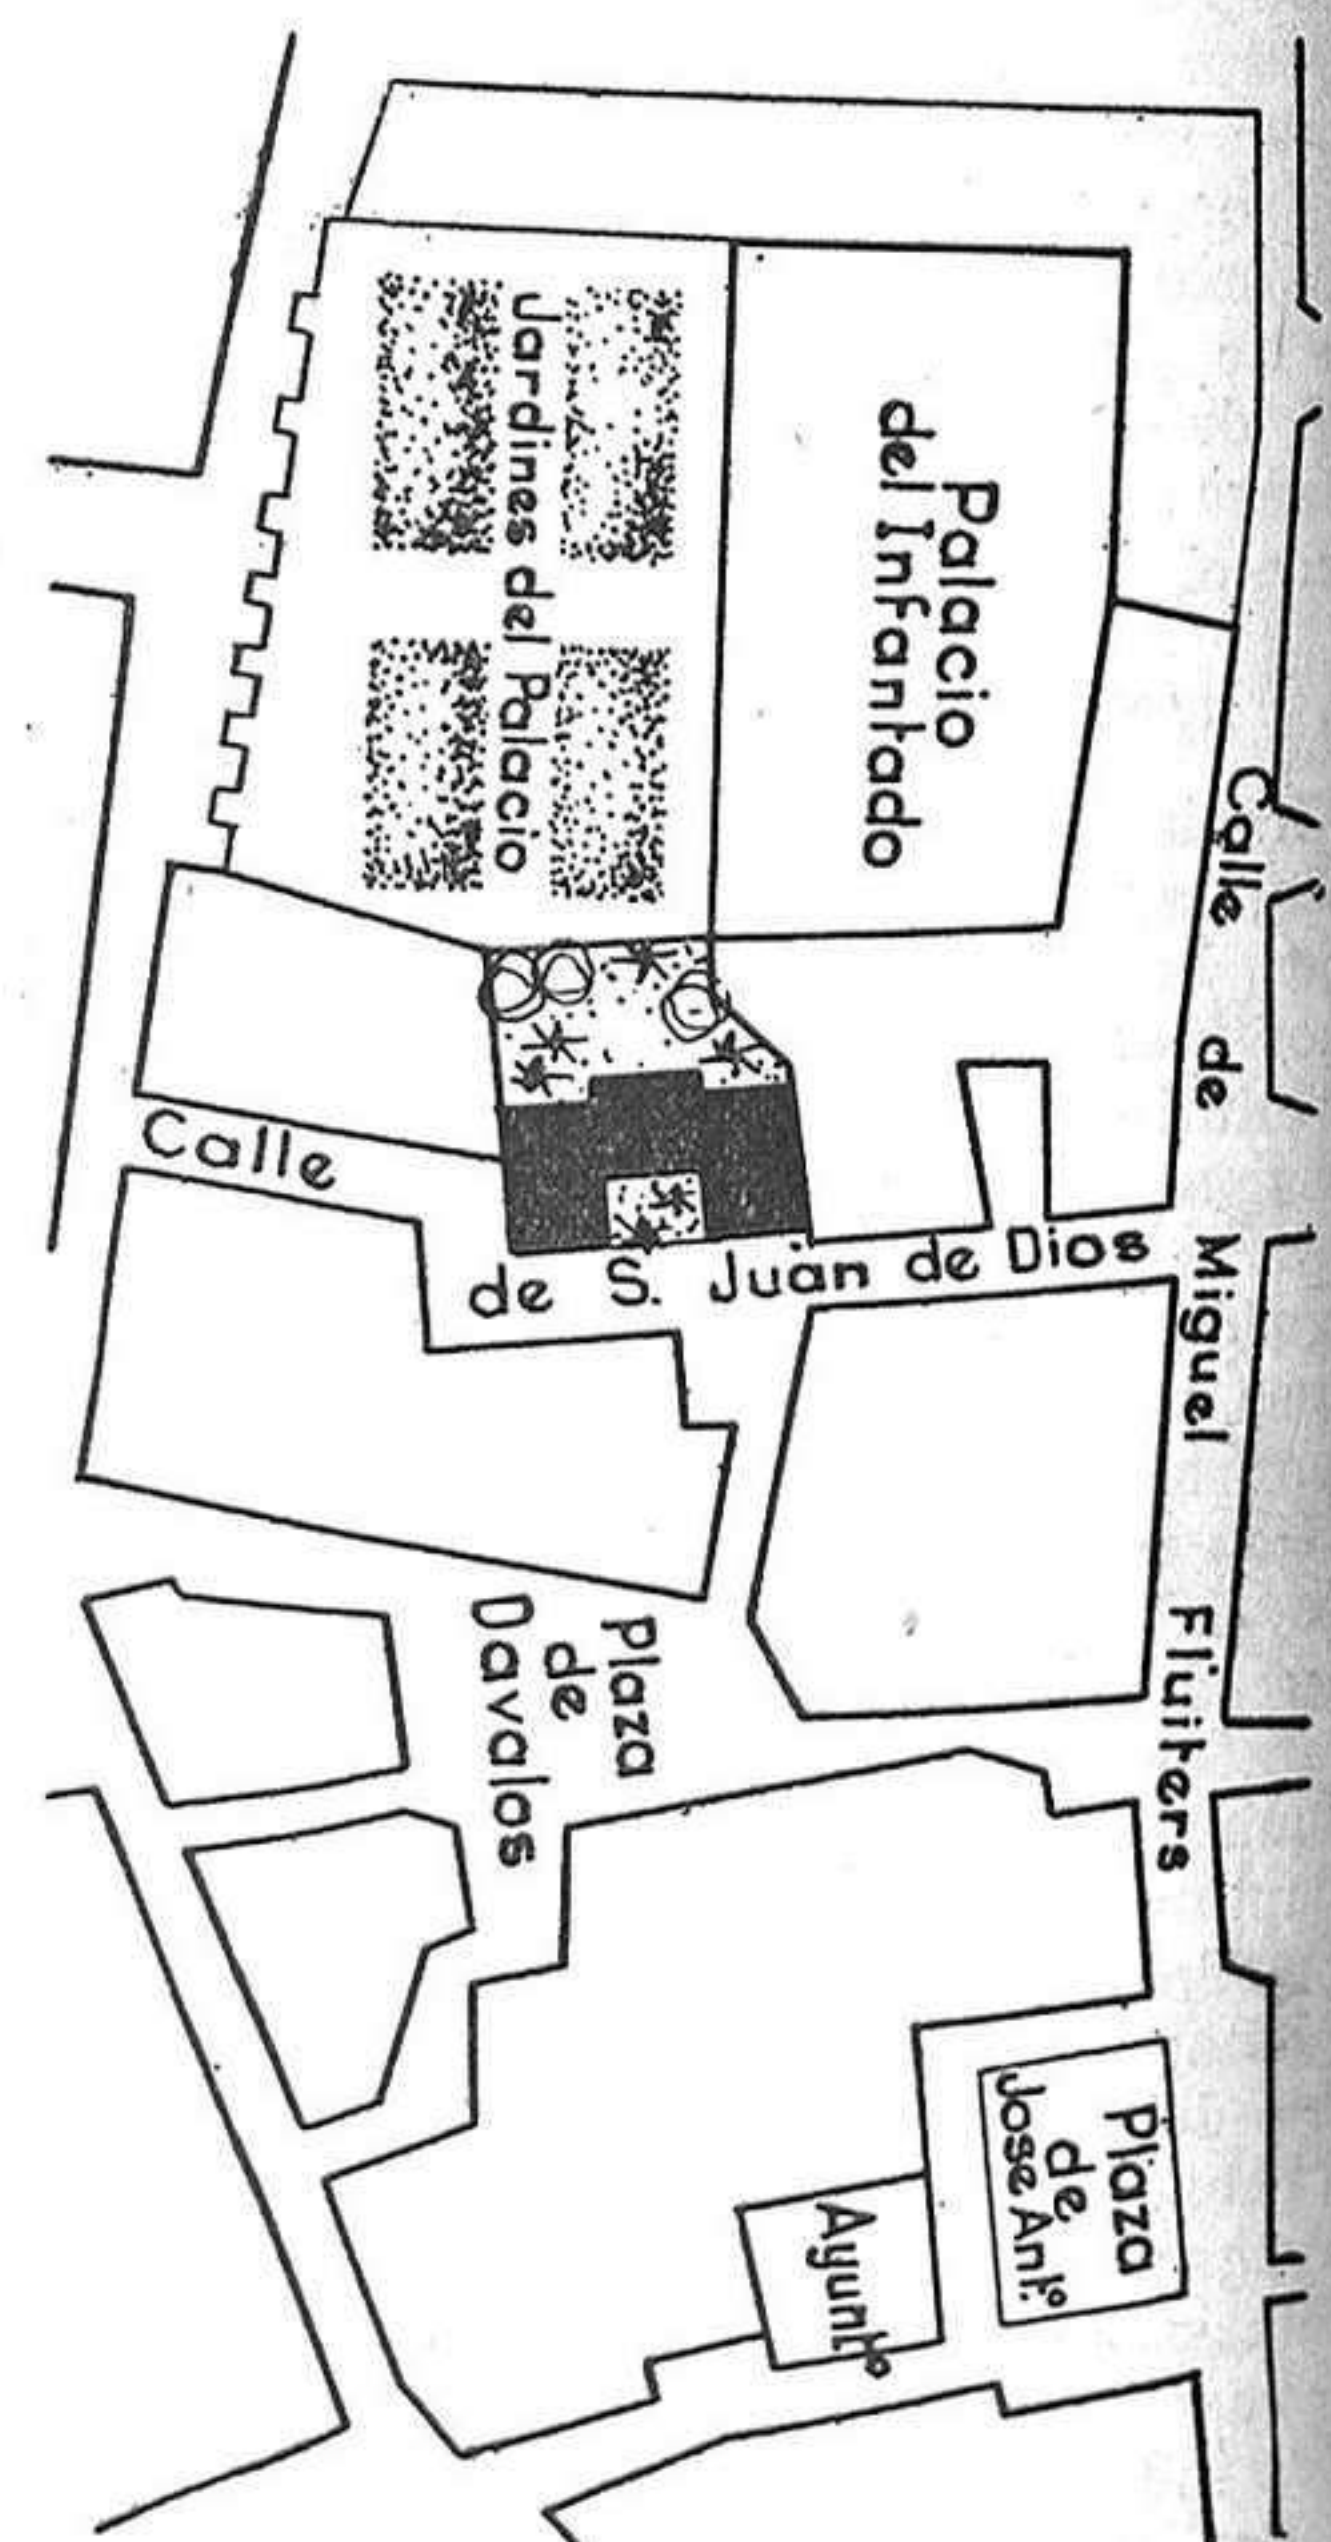 Calle de Miguel Fluiters
Palacio
del Infantado
Jardines del Palacio
Calle
de S. Juan de Dios
Plaza
de
Davalos
Plaza
de
Jose Antº
Ayuntº